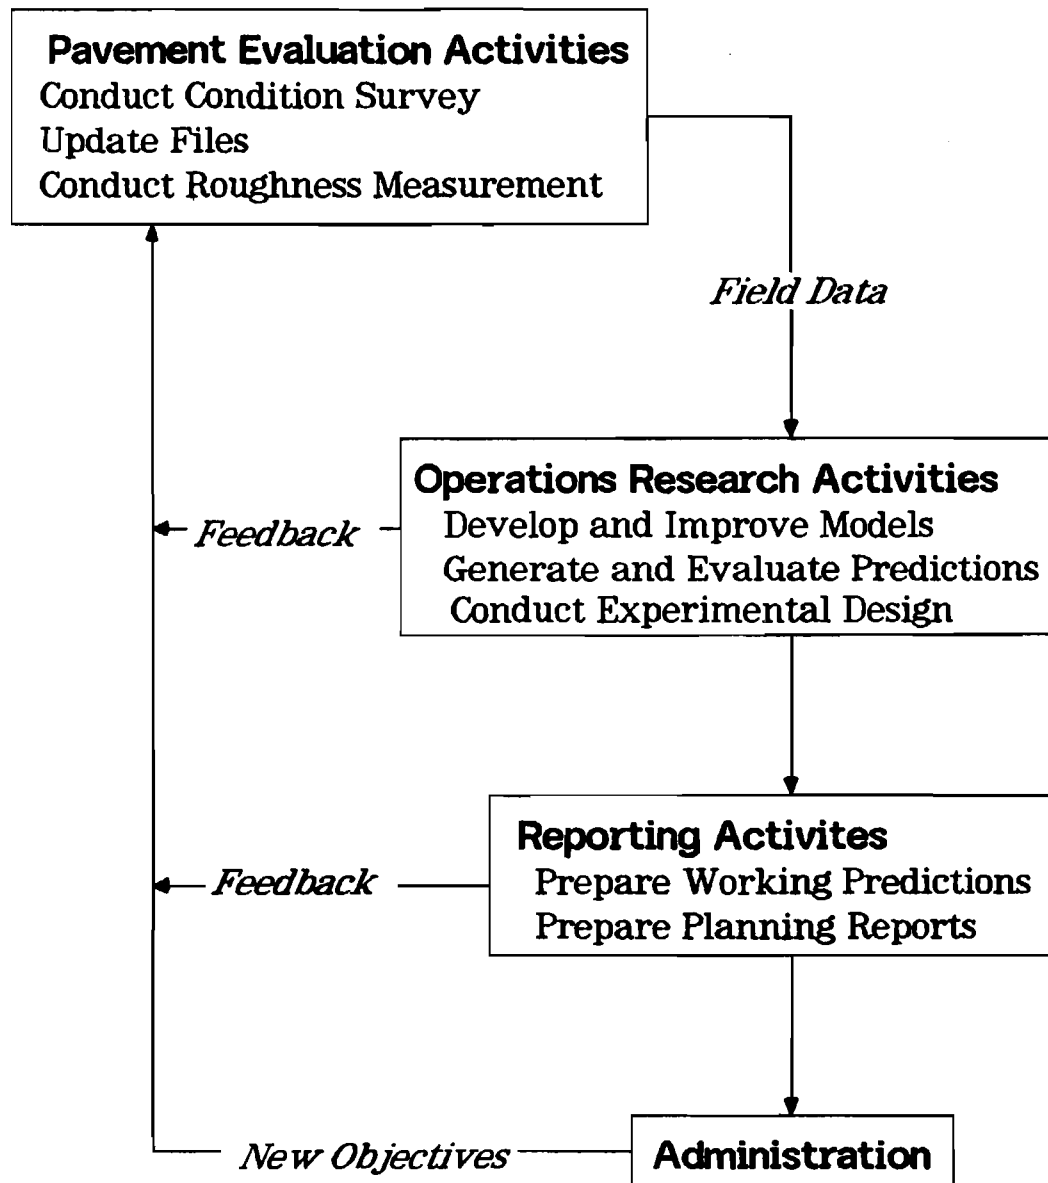 Pavement Evaluation Activities
Conduct Condition Survey
Update Files
Conduct Roughness Measurement
Field Data
Operations Research Activities
Develop and Improve Models
Generate and Evaluate Predictions
Conduct Experimental Design
Feedback
Reporting Activites
Prepare Working Predictions
Prepare Planning Reports
Feedback
Administration
New Objectives